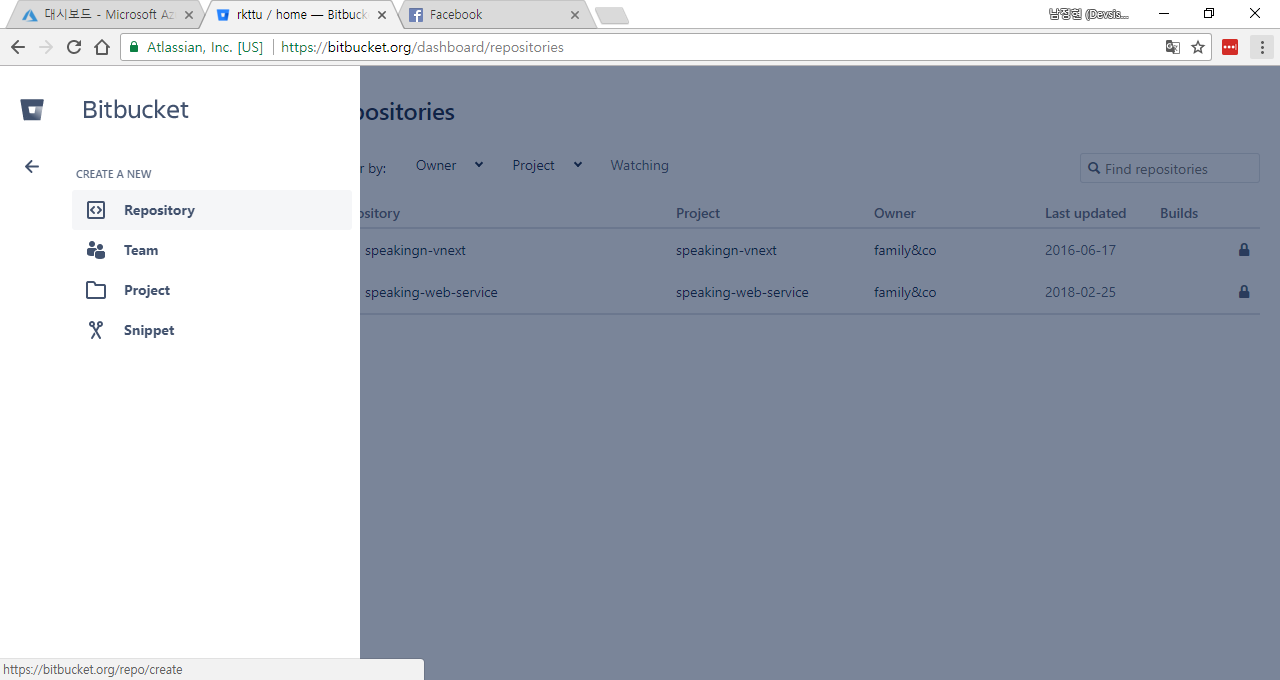 대시보드 - Microsoft Az
rkttu / home — Bitbucke
Facebook
남정현 (Devsis...
Atlassian, Inc. [US]
https://bitbucket.org/dashboard/repositories
Bitbucket
CREATE A NEW
Repository
Team
Project
Snippet
positories
r by:
Owner
Project
Watching
Find repositories
ository
Project
Owner
Last updated
Builds
speakingn-vnext
speakingn-vnext
family&co
2016-06-17
speaking-web-service
speaking-web-service
family&co
2018-02-25
https://bitbucket.org/repo/create